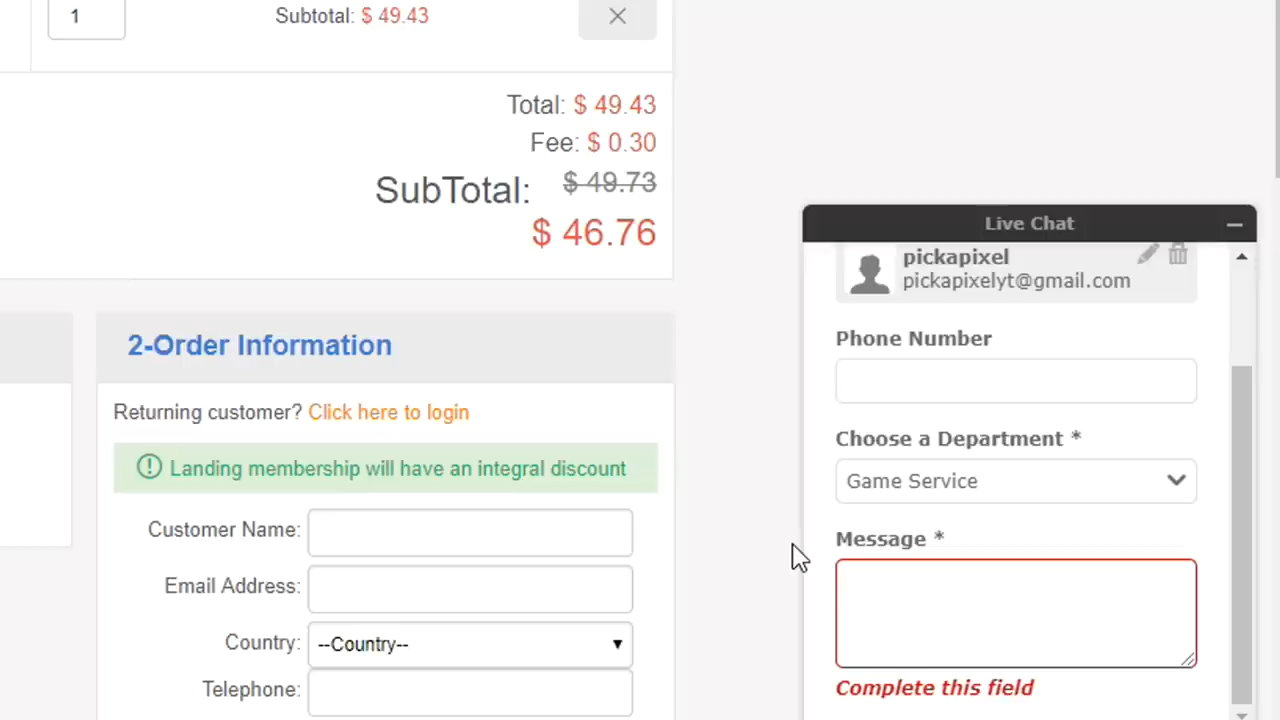 1
Subtotal: $ 49.43
Total: $ 49.43
Fee: $ 0.30
SubTotal: $ 49.73
$ 46.76
2-Order Information
Returning customer? Click here to login
Landing membership will have an integral discount
Customer Name:
Email Address:
Country: --Country--
Telephone:
Live Chat
pickapixel
pickapixelyt@gmail.com
Phone Number
Choose a Department *
Game Service
Message *
Complete this field